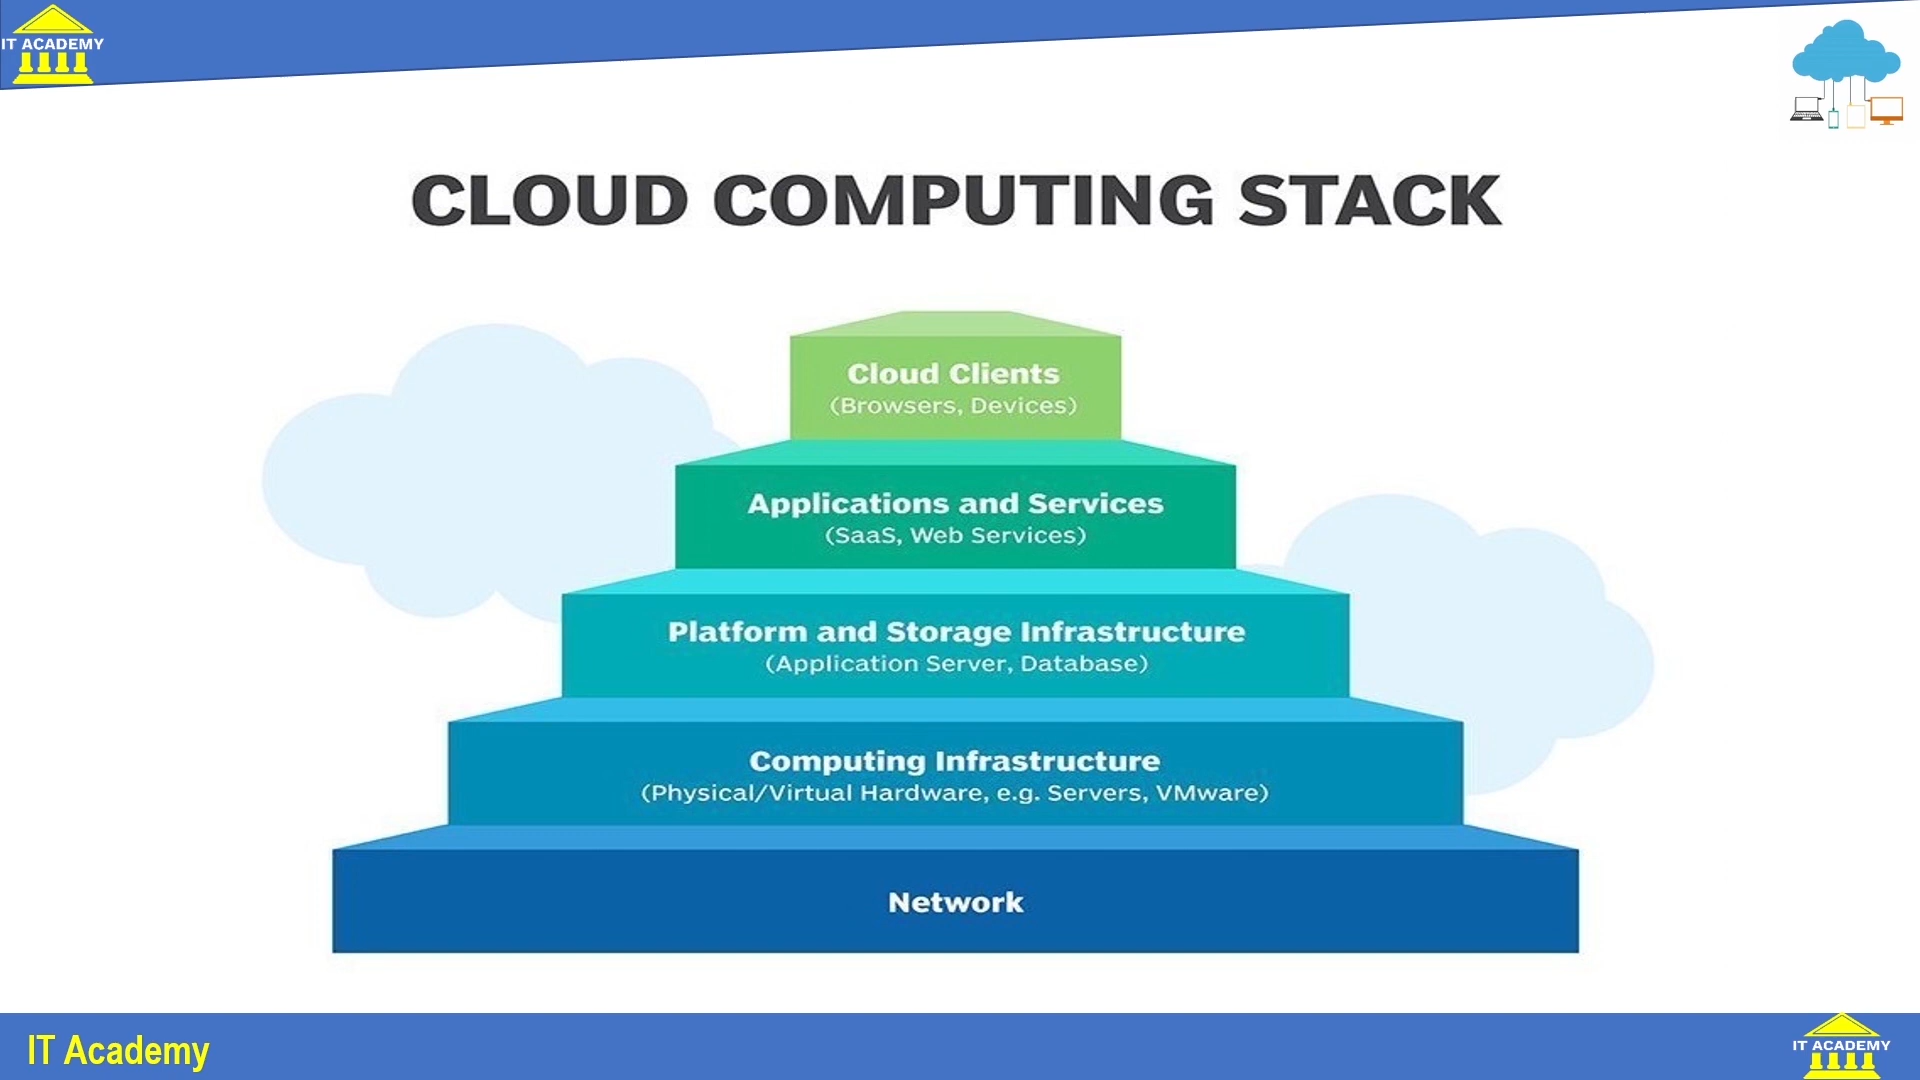 IT ACADEMY
CLOUD COMPUTING STACK
Cloud Clients
(Browsers, Devices)
Applications and Services
(SaaS, Web Services)
Platform and Storage Infrastructure
(Application Server, Database)
Computing Infrastructure
(Physical/Virtual Hardware, e.g. Servers, VMware)
Network
IT Academy
IT ACADEMY